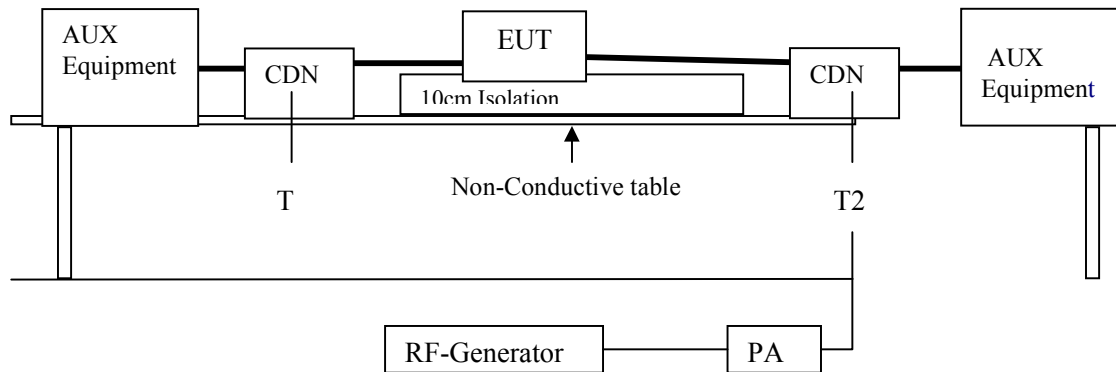 AUX
Equipment
CDN
EUT
10cm Isolation
CDN
AUX
Equipment
T
Non-Conductive table
T2
RF-Generator
PA